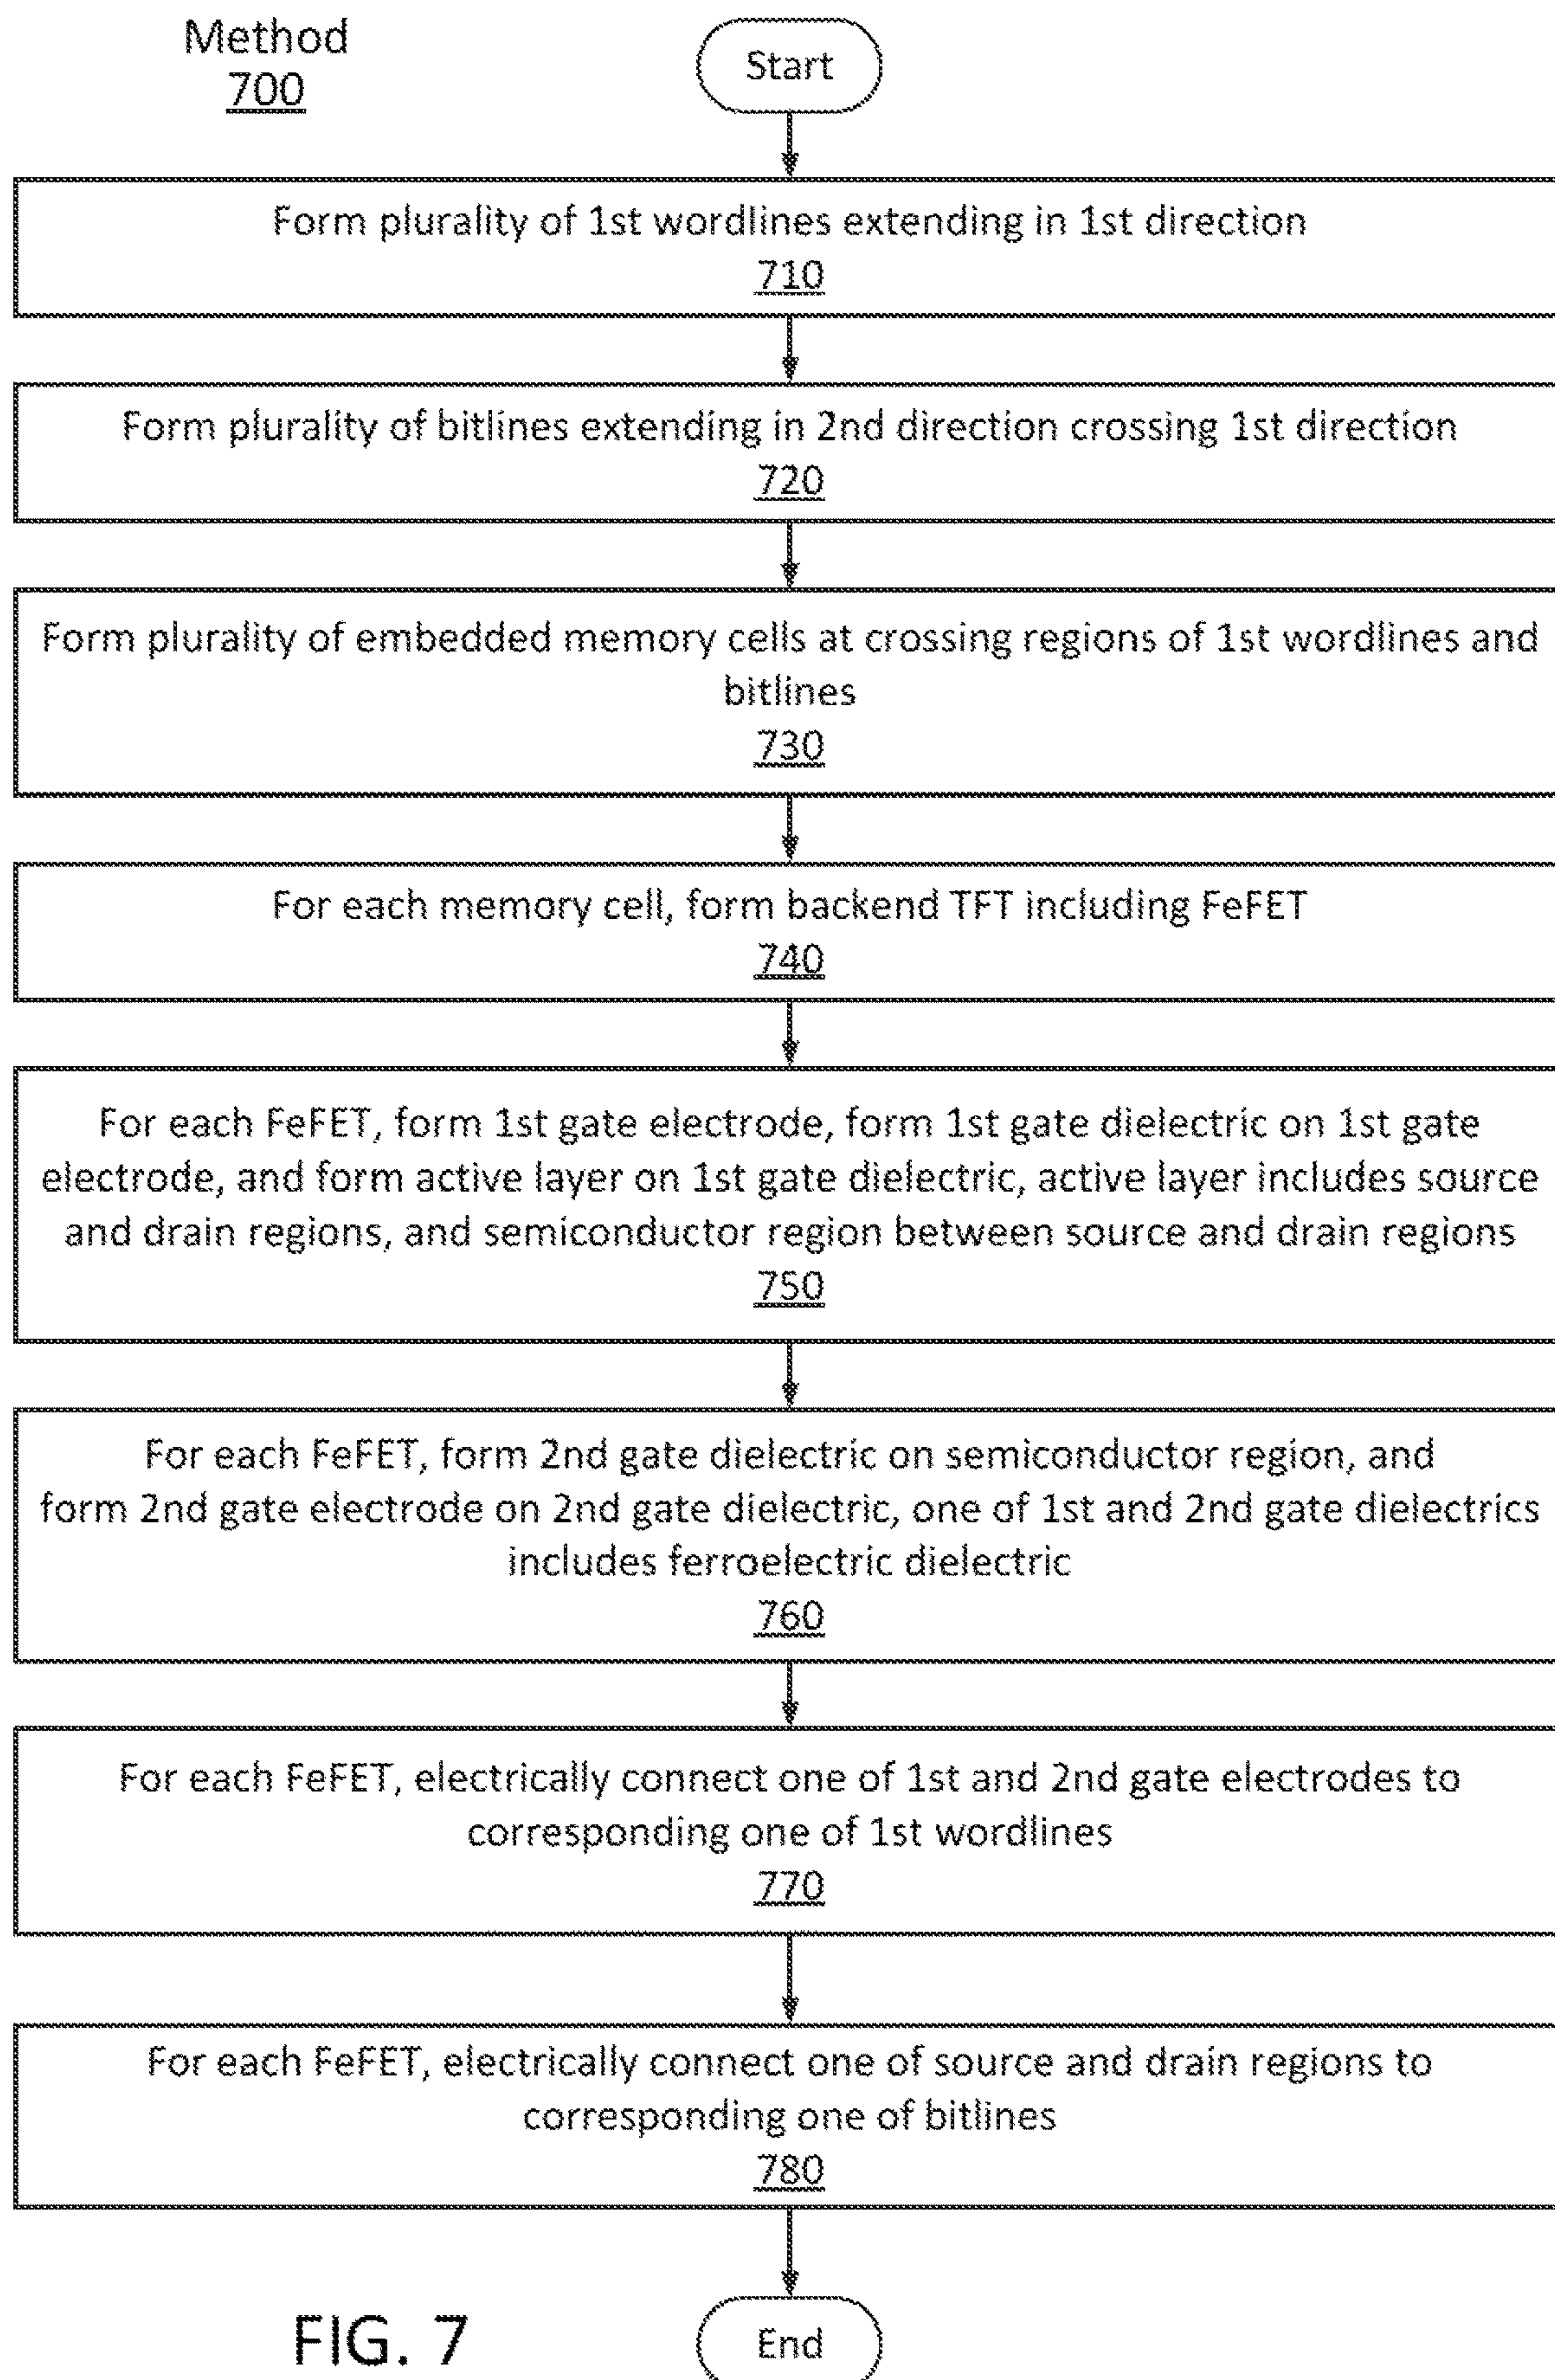 Method
700
Start
Form plurality of 1st wordlines extending in 1st direction
710
Form plurality of bitlines extending in 2nd direction crossing 1st direction
720
Form plurality of embedded memory cells at crossing regions of 1st wordlines and
bitlines
730
For each memory cell, form backend TFT including FeFET
740
For each FeFET, form 1st gate electrode, form 1st gate dielectric on 1st gate
electrode, and form active layer on 1st gate dielectric, active layer includes source
and drain regions, and semiconductor region between source and drain regions
750
For each FeFET, form 2nd gate dielectric on semiconductor region, and
form 2nd gate electrode on 2nd gate dielectric, one of 1st and 2nd gate dielectrics
includes ferroelectric dielectric
760
For each FeFET, electrically connect one of 1st and 2nd gate electrodes to
corresponding one of 1st wordlines
770
For each FeFET, electrically connect one of source and drain regions to
corresponding one of bitlines
780
End
FIG. 7